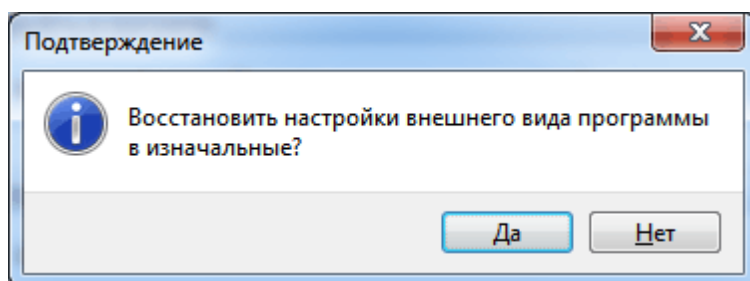 Подтверждение
Восстановить настройки внешнего вида программы
в изначальные?
Да
Нет